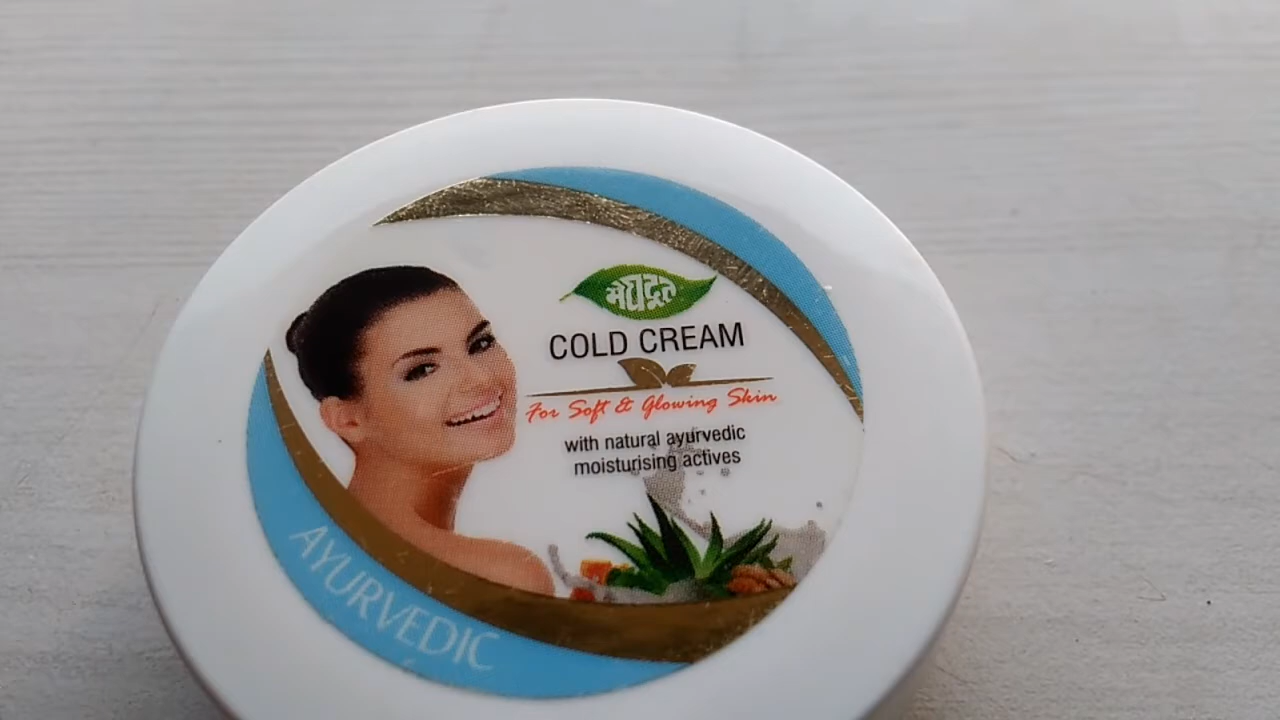 मेघदूत
COLD CREAM
For Soft & Glowing Skin
with natural ayurvedic
moisturising actives
AYURVEDIC